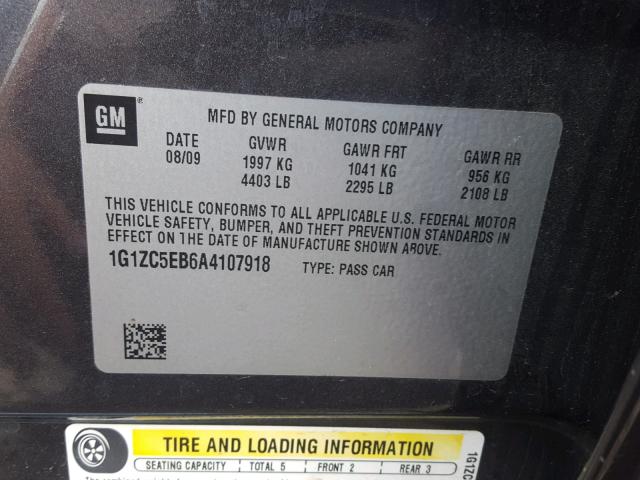 GM ®
MFD BY GENERAL MOTORS COMPANY
DATE GVWR GAWR FRT GAWR RR
08/09 1997 KG 1041 KG 956 KG
4403 LB 2295 LB 2108 LB
THIS VEHICLE CONFORMS TO ALL APPLICABLE U.S. FEDERAL MOTOR
VEHICLE SAFETY, BUMPER, AND THEFT PREVENTION STANDARDS IN
EFFECT ON THE DATE OF MANUFACTURE SHOWN ABOVE.
1G1ZC5EB6A4107918 TYPE: PASS CAR
TIRE AND LOADING INFORMATION
SEATING CAPACITY TOTAL 5 FRONT 2 REAR 3
1G1ZC